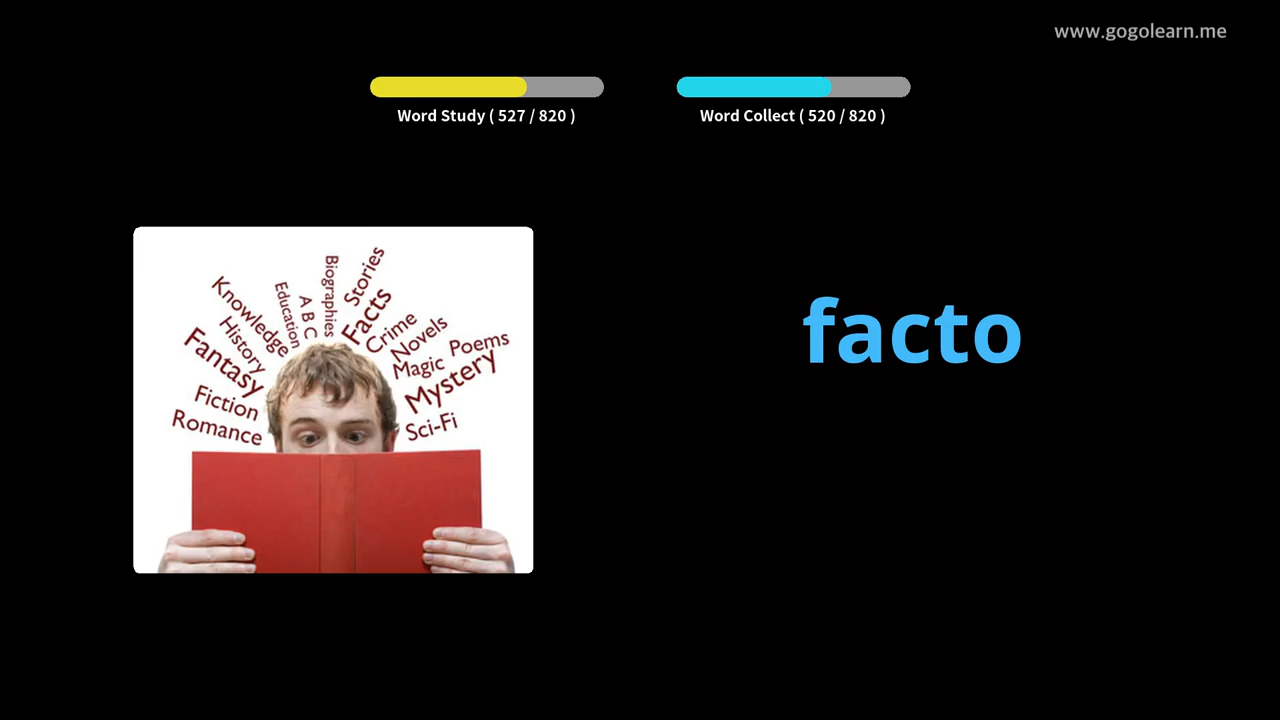 www.gogolearn.me
Word Study ( 527 / 820 )
Word Collect ( 520 / 820 )
Romance
Fiction
Fantasy
History
Knowledge
Education
A B C
Biographies
Stories
Facts
Crime
Novels
Magic
Poems
Mystery
Sci-Fi
facto